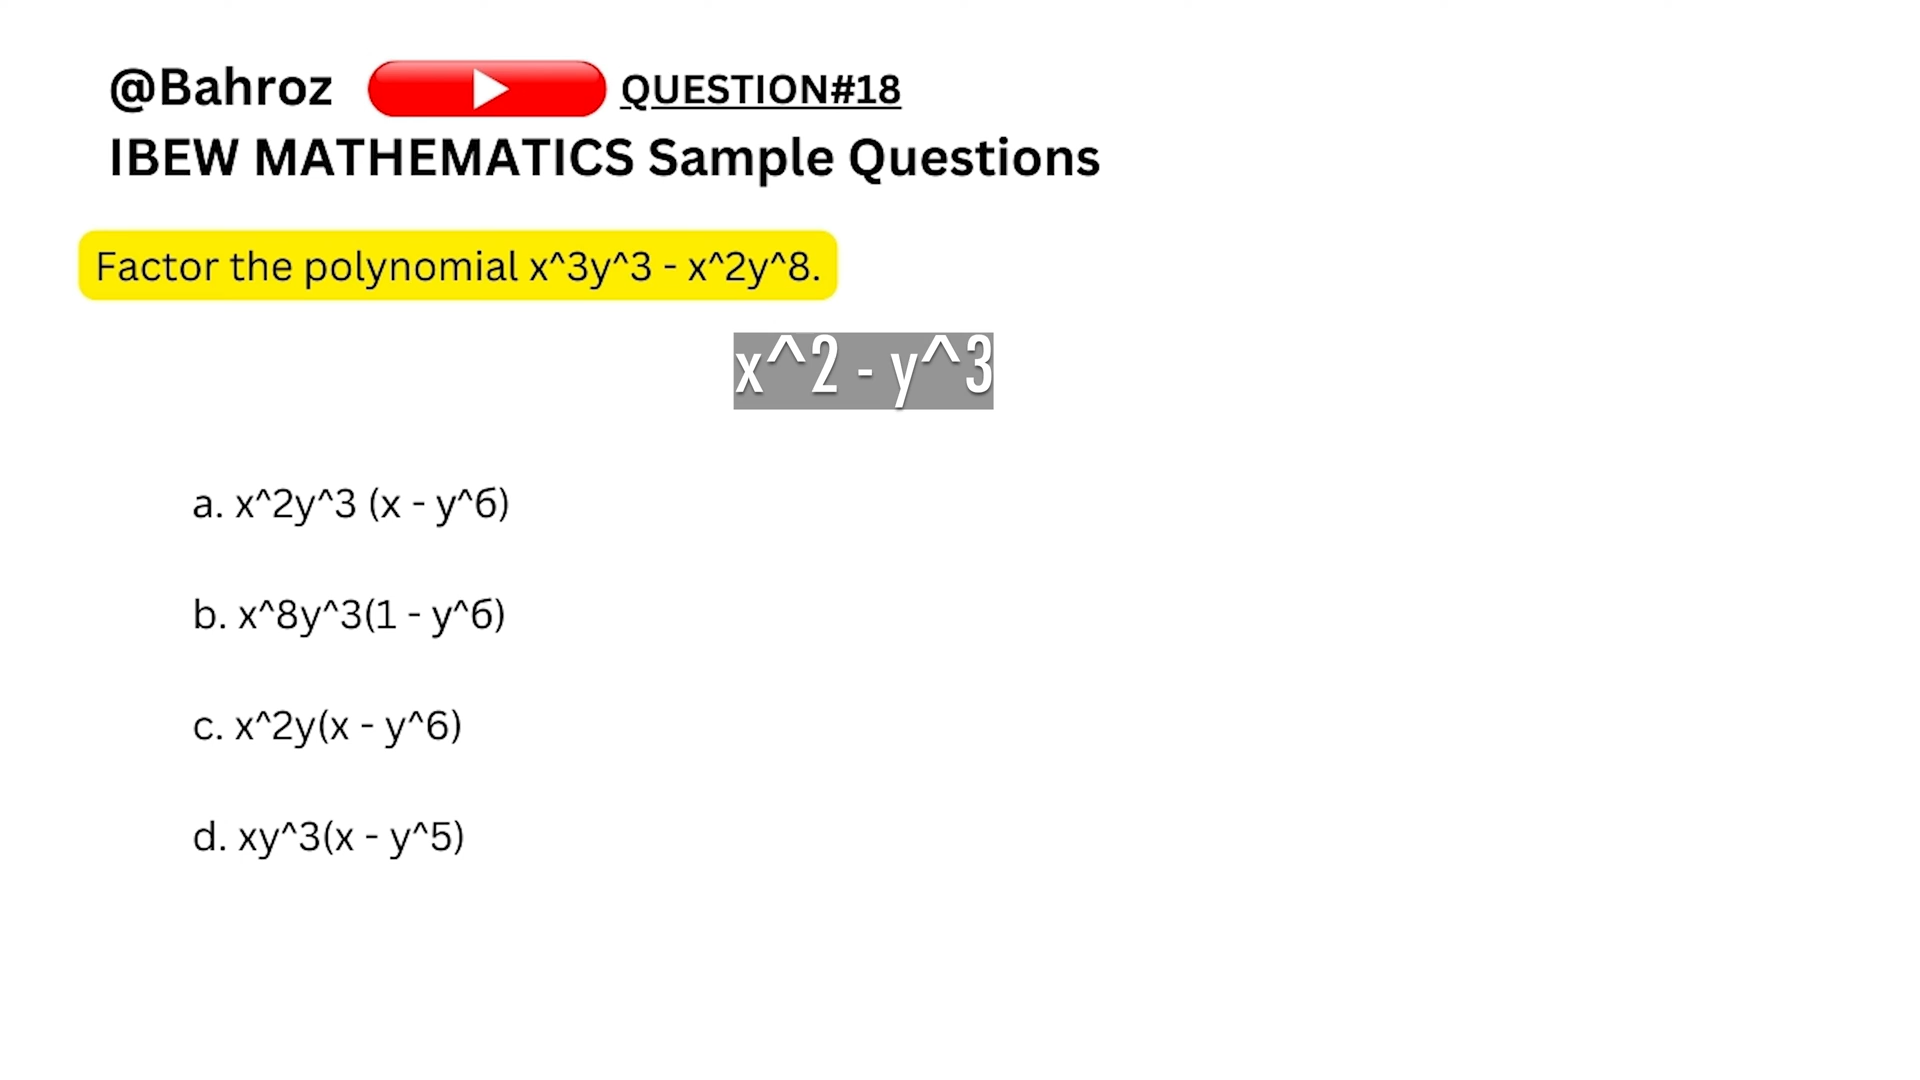 @Bahroz QUESTION#18
IBEW MATHEMATICS Sample Questions
Factor the polynomial x^3y^3 - x^2y^8.
x^2 - y^3
a. x^2y^3 (x - y^6)
b. x^8y^3(1 - y^6)
c. x^2y(x - y^6)
d. xy^3(x - y^5)